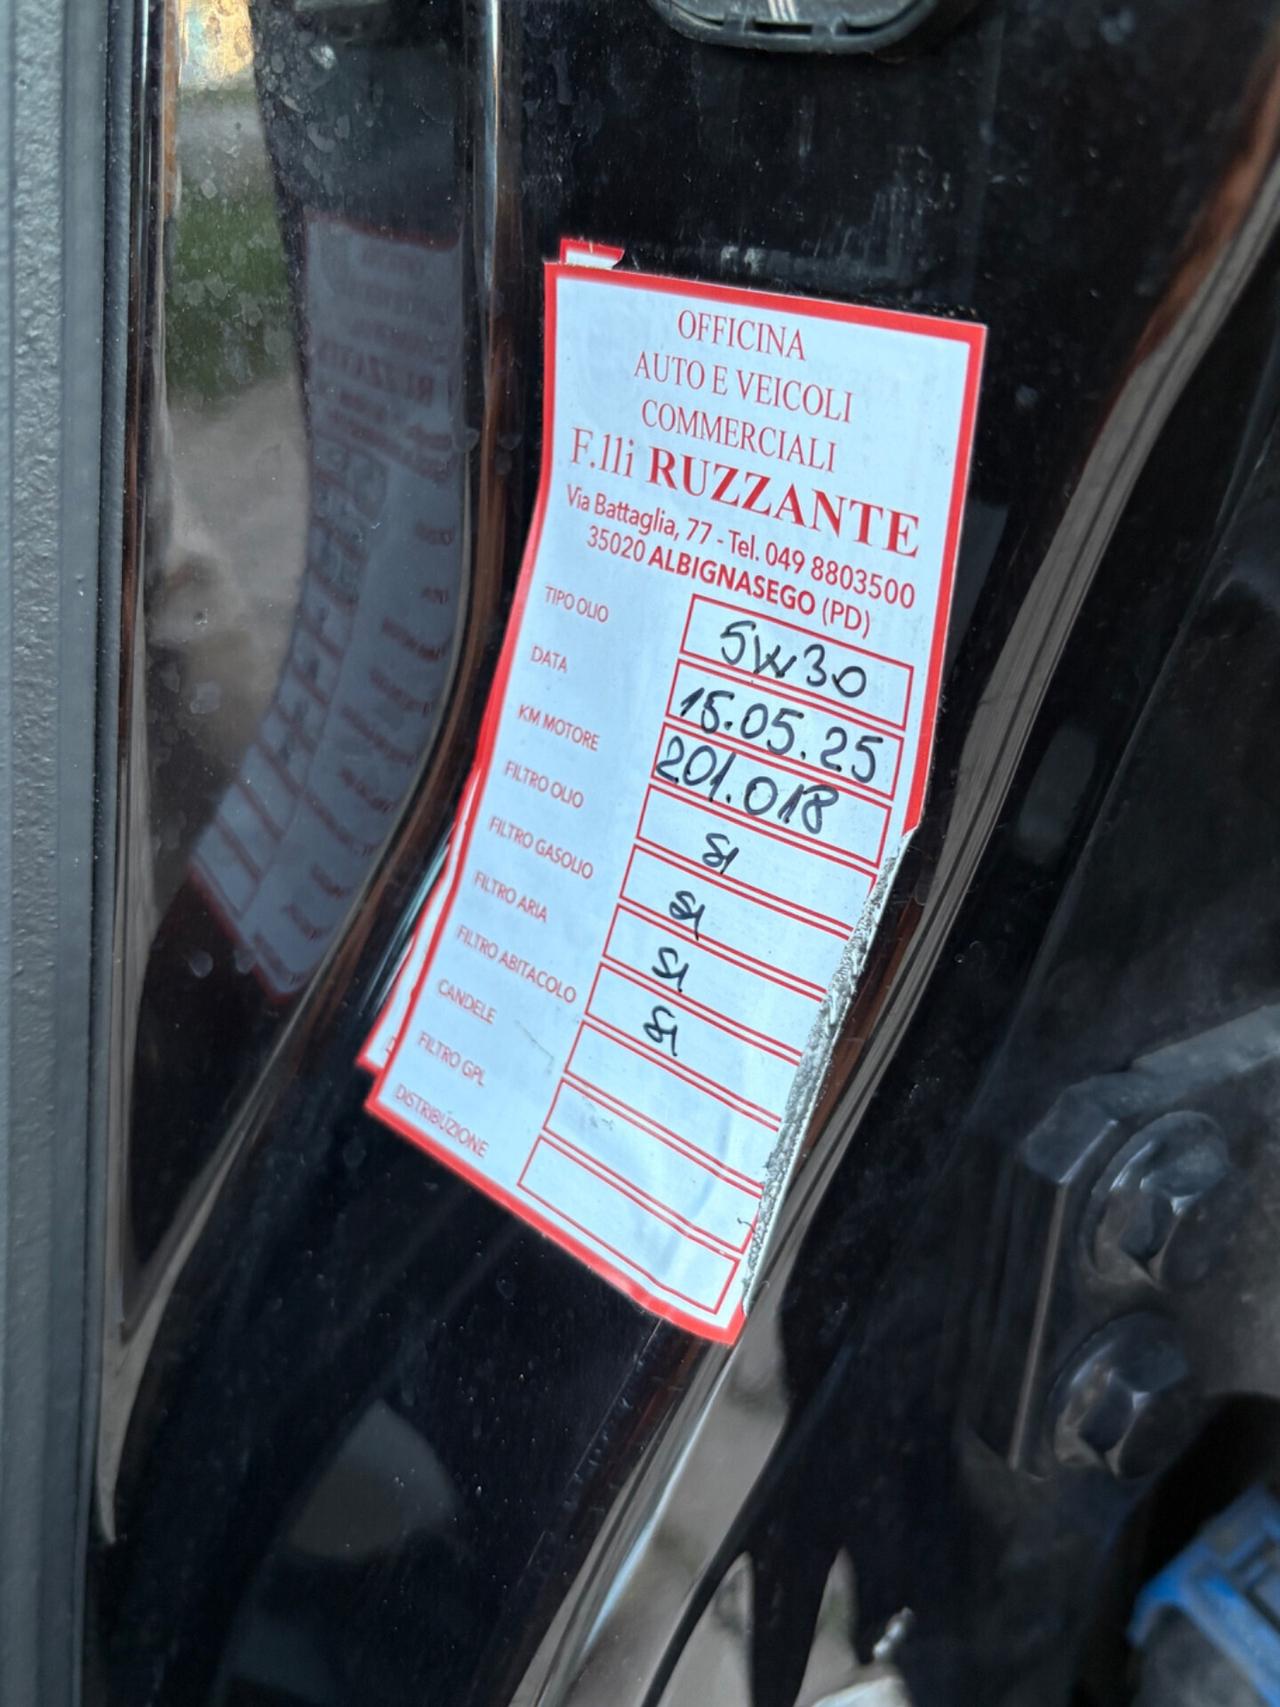 OFFICINA
AUTO E VEICOLI
COMMERCIALI
F.lli RUZZANTE
Via Battaglia, 77 - Tel. 049 8803500
35020 ALBIGNASEGO (PD)
TIPO OLIO 5W30
DATA 15.05.25
KM MOTORE 201.018
FILTRO OLIO SI
FILTRO GASOLIO SI
FILTRO ARIA SI
FILTRO ABITACOLO SI
CANDELE
FILTRO GPL
DISTRIBUZIONE